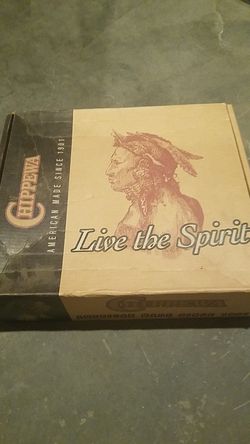 CHIPPEWA
AMERICAN MADE SINCE 1901
Live the Spirit
CHIPPEWA